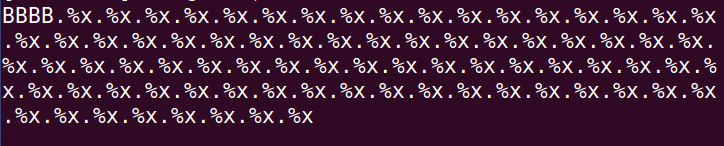 BBBB.%x.%x.%x.%x.%x.%x.%x.%x.%x.%x.%x.%x.%x.%x.%x.%x.%x
.%x.%x.%x.%x.%x.%x.%x.%x.%x.%x.%x.%x.%x.%x.%x.%x.%x.%x.
%x.%x.%x.%x.%x.%x.%x.%x.%x.%x.%x.%x.%x.%x.%x.%x.%x.%x.%
x.%x.%x.%x.%x.%x.%x.%x.%x.%x.%x.%x.%x.%x.%x.%x.%x.%x.%x
.%x.%x.%x.%x.%x.%x.%x.%x